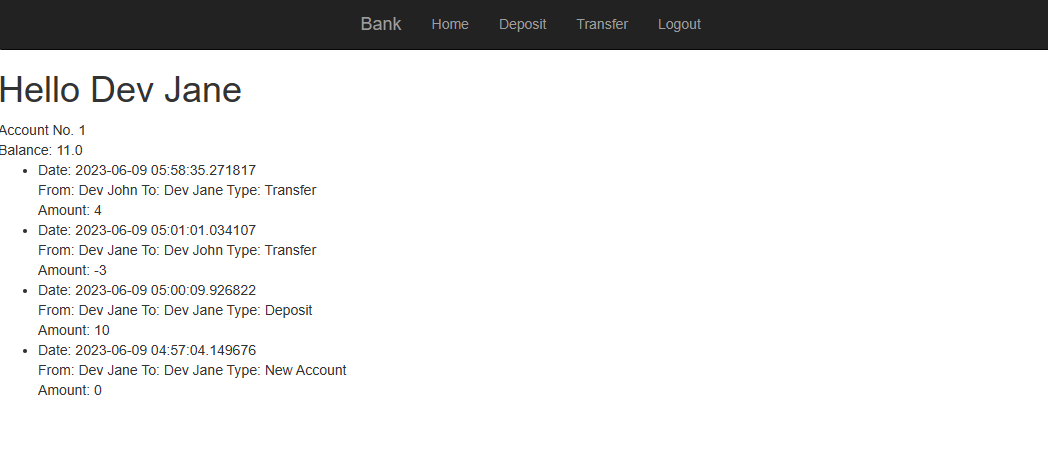 Bank Home Deposit Transfer Logout
Hello Dev Jane
Account No. 1
Balance: 11.0
Date: 2023-06-09 05:58:35.271817
From: Dev John To: Dev Jane Type: Transfer
Amount: 4
Date: 2023-06-09 05:01:01.034107
From: Dev Jane To: Dev John Type: Transfer
Amount: -3
Date: 2023-06-09 05:00:09.926822
From: Dev Jane To: Dev Jane Type: Deposit
Amount: 10
Date: 2023-06-09 04:57:04.149676
From: Dev Jane To: Dev Jane Type: New Account
Amount: 0